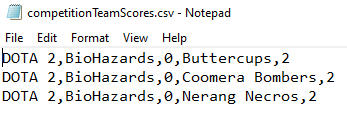 competitionTeamScores.csv - Notepad
File Edit Format View Help
DOTA 2,BioHazards,0,Buttercups,2
DOTA 2,BioHazards,0,Coomera Bombers,2
DOTA 2,BioHazards,0,Nerang Necros,2